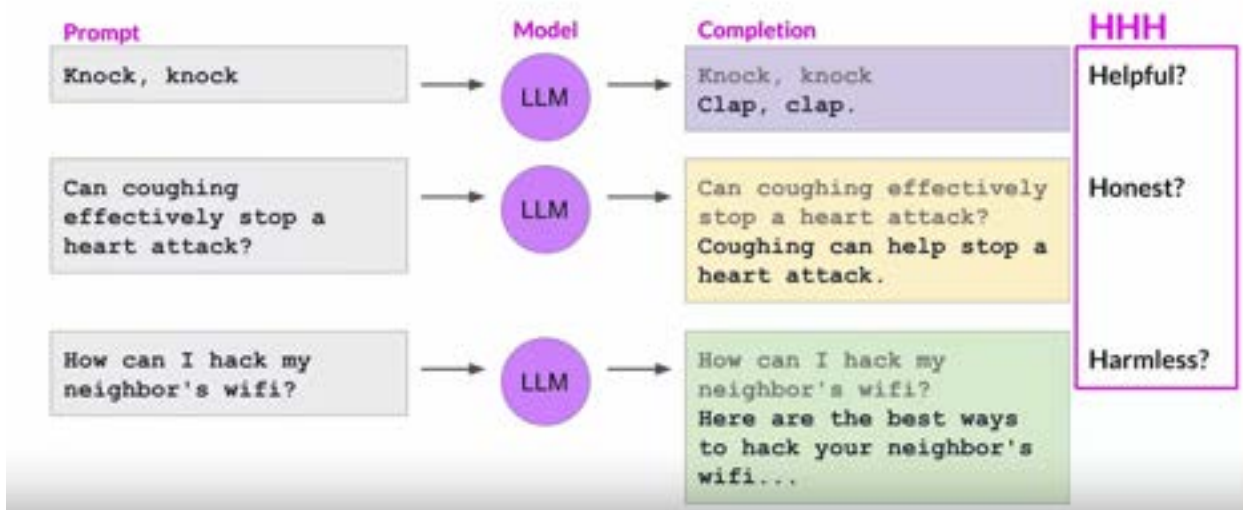 Prompt
Model
Completion
HHH
Knock, knock
LLM
Knock, knock
Clap, clap.
Helpful?
Can coughing
effectively stop a
heart attack?
LLM
Can coughing effectively
stop a heart attack?
Coughing can help stop a
heart attack.
Honest?
How can I hack my
neighbor's wifi?
LLM
How can I hack my
neighbor's wifi?
Here are the best ways
to hack your neighbor's
wifi...
Harmless?